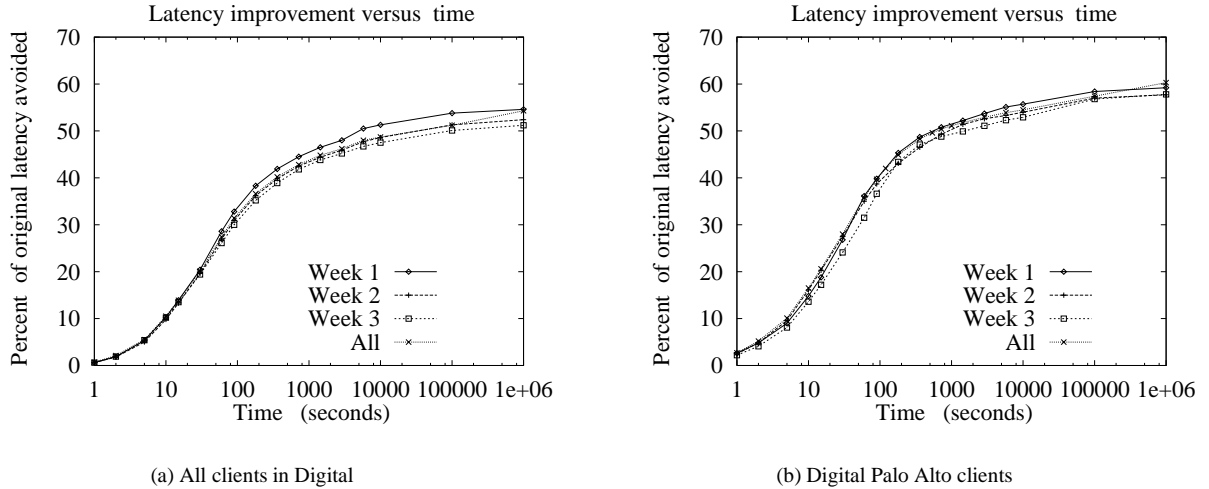 Latency improvement versus time
Percent of original latency avoided
70
60
50
40
30
20
10
0
Week 1
Week 2
Week 3
All
1 10 100 1000 10000 100000 1e+06
Time (seconds)
(a) All clients in Digital
Latency improvement versus time
Percent of original latency avoided
70
60
50
40
30
20
10
0
Week 1
Week 2
Week 3
All
1 10 100 1000 10000 100000 1e+06
Time (seconds)
(b) Digital Palo Alto clients